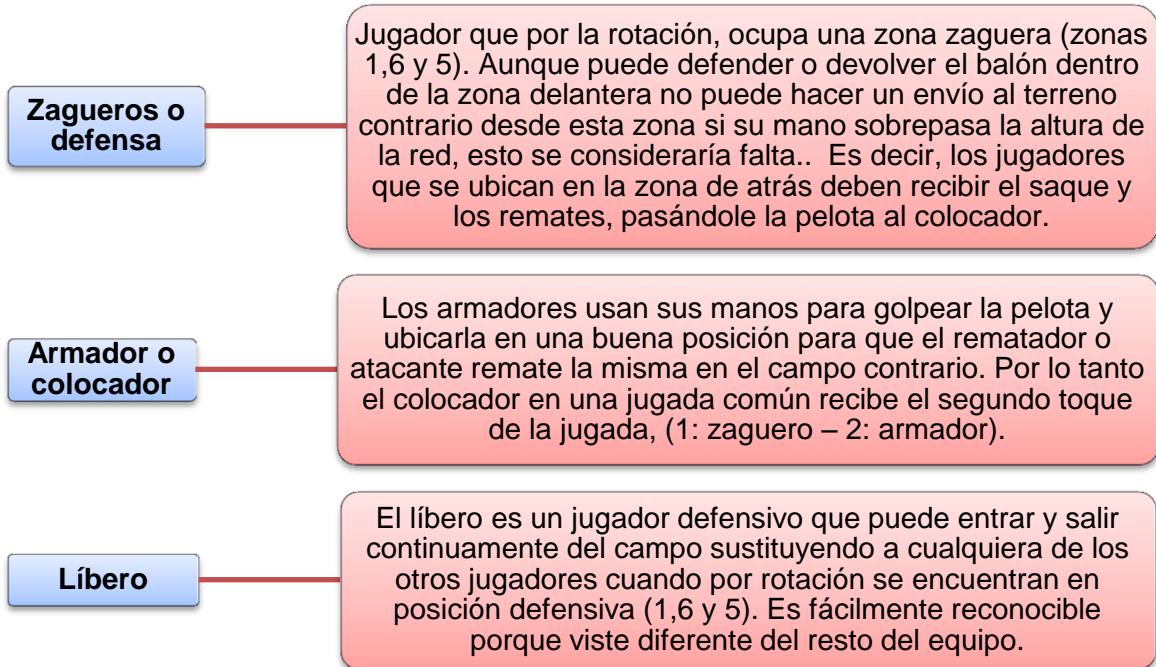 Zagueros o
defensa
Jugador que por la rotación, ocupa una zona zaguera (zonas
1,6 y 5). Aunque puede defender o devolver el balón dentro
de la zona delantera no puede hacer un envío al terreno
contrario desde esta zona si su mano sobrepasa la altura de
la red, esto se consideraría falta.. Es decir, los jugadores
que se ubican en la zona de atrás deben recibir el saque y
los remates, pasándole la pelota al colocador.
Armador o
colocador
Los armadores usan sus manos para golpear la pelota y
ubicarla en una buena posición para que el rematador o
atacante remate la misma en el campo contrario. Por lo tanto
el colocador en una jugada común recibe el segundo toque
de la jugada, (1: zaguero – 2: armador).
Líbero
El líbero es un jugador defensivo que puede entrar y salir
continuamente del campo sustituyendo a cualquiera de los
otros jugadores cuando por rotación se encuentran en
posición defensiva (1,6 y 5). Es fácilmente reconocible
porque viste diferente del resto del equipo.